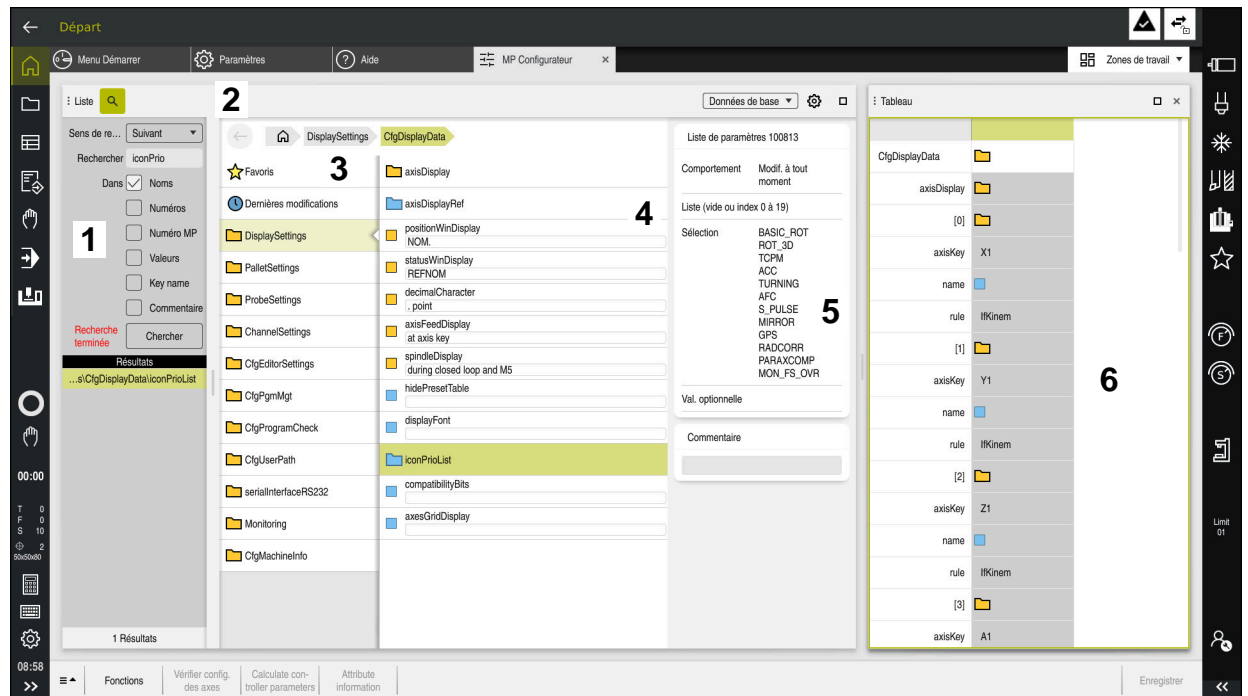 Départ
Menu Démarrer
Paramètres
? Aide
MP Configurateur ×
Zones de travail
Liste
2
Données de base
Tableau ×
Sens de re... Suivant
Rechercher iconPrio
Dans Noms
Numéros
1
Numéro MP
Valeurs
Key name
Commentaire
Recherche terminée
Chercher
Résultats
...s\CfgDisplayData\iconPrioList
1 Résultats
DisplaySettings
CfgDisplayData
3
Favoris
Dernières modifications
DisplaySettings
PalletSettings
ProbeSettings
ChannelSettings
CfgEditorSettings
CfgPgmMgt
CfgProgramCheck
CfgUserPath
serialInterfaceRS232
Monitoring
CfgMachineInfo
axisDisplay
axisDisplayRef
4
positionWinDisplay
NOM.
statusWinDisplay
REFNOM
decimalCharacter
. point
axisFeedDisplay
at axis key
spindleDisplay
during closed loop and M5
hidePresetTable
displayFont
iconPrioList
compatibilityBits
axesGridDisplay
Liste de paramètres 100813
Comportement Modif. à tout
moment
Liste (vide ou index 0 à 19)
Sélection BASIC_ROT
ROT_3D
TCPM
ACC
TURNING
AFC
S_PULSE
5
MIRROR
GPS
RADCORR
PARAXCOMP
MON_FS_OVR
Val. optionnelle
Commentaire
CfgDisplayData
axisDisplay
[0]
axisKey X1
name
rule IfKinem
[1]
axisKey Y1
6
name
rule IfKinem
[2]
axisKey Z1
name
rule IfKinem
[3]
axisKey A1
00:00
T 0
F 0
S 10
2
50x50x80
08:58
F
S
Limit
01
Fonctions
Vérifier config.
des axes
Calculate con-
troller parameters
Attribute
information
Enregistrer